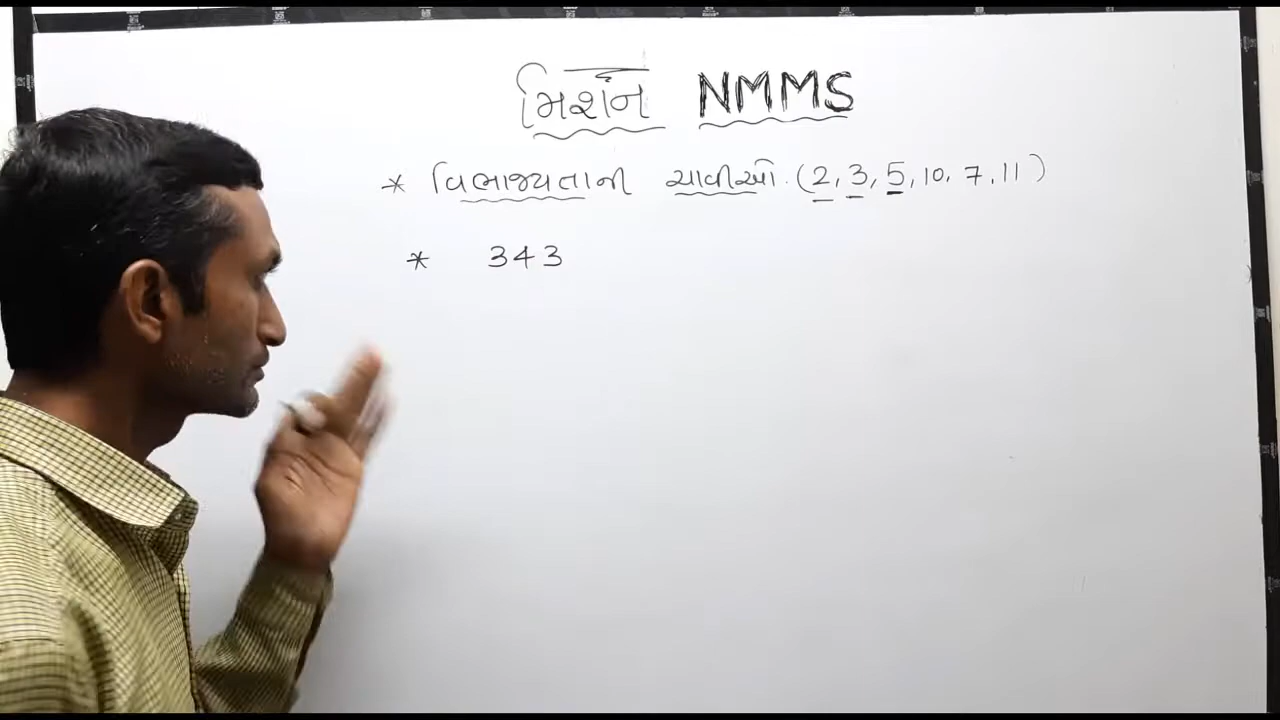 મિશન NMMS
* વિભાજ્યતાની ચાવીઓ. (2, 3, 5, 10, 7, 11)
* 343